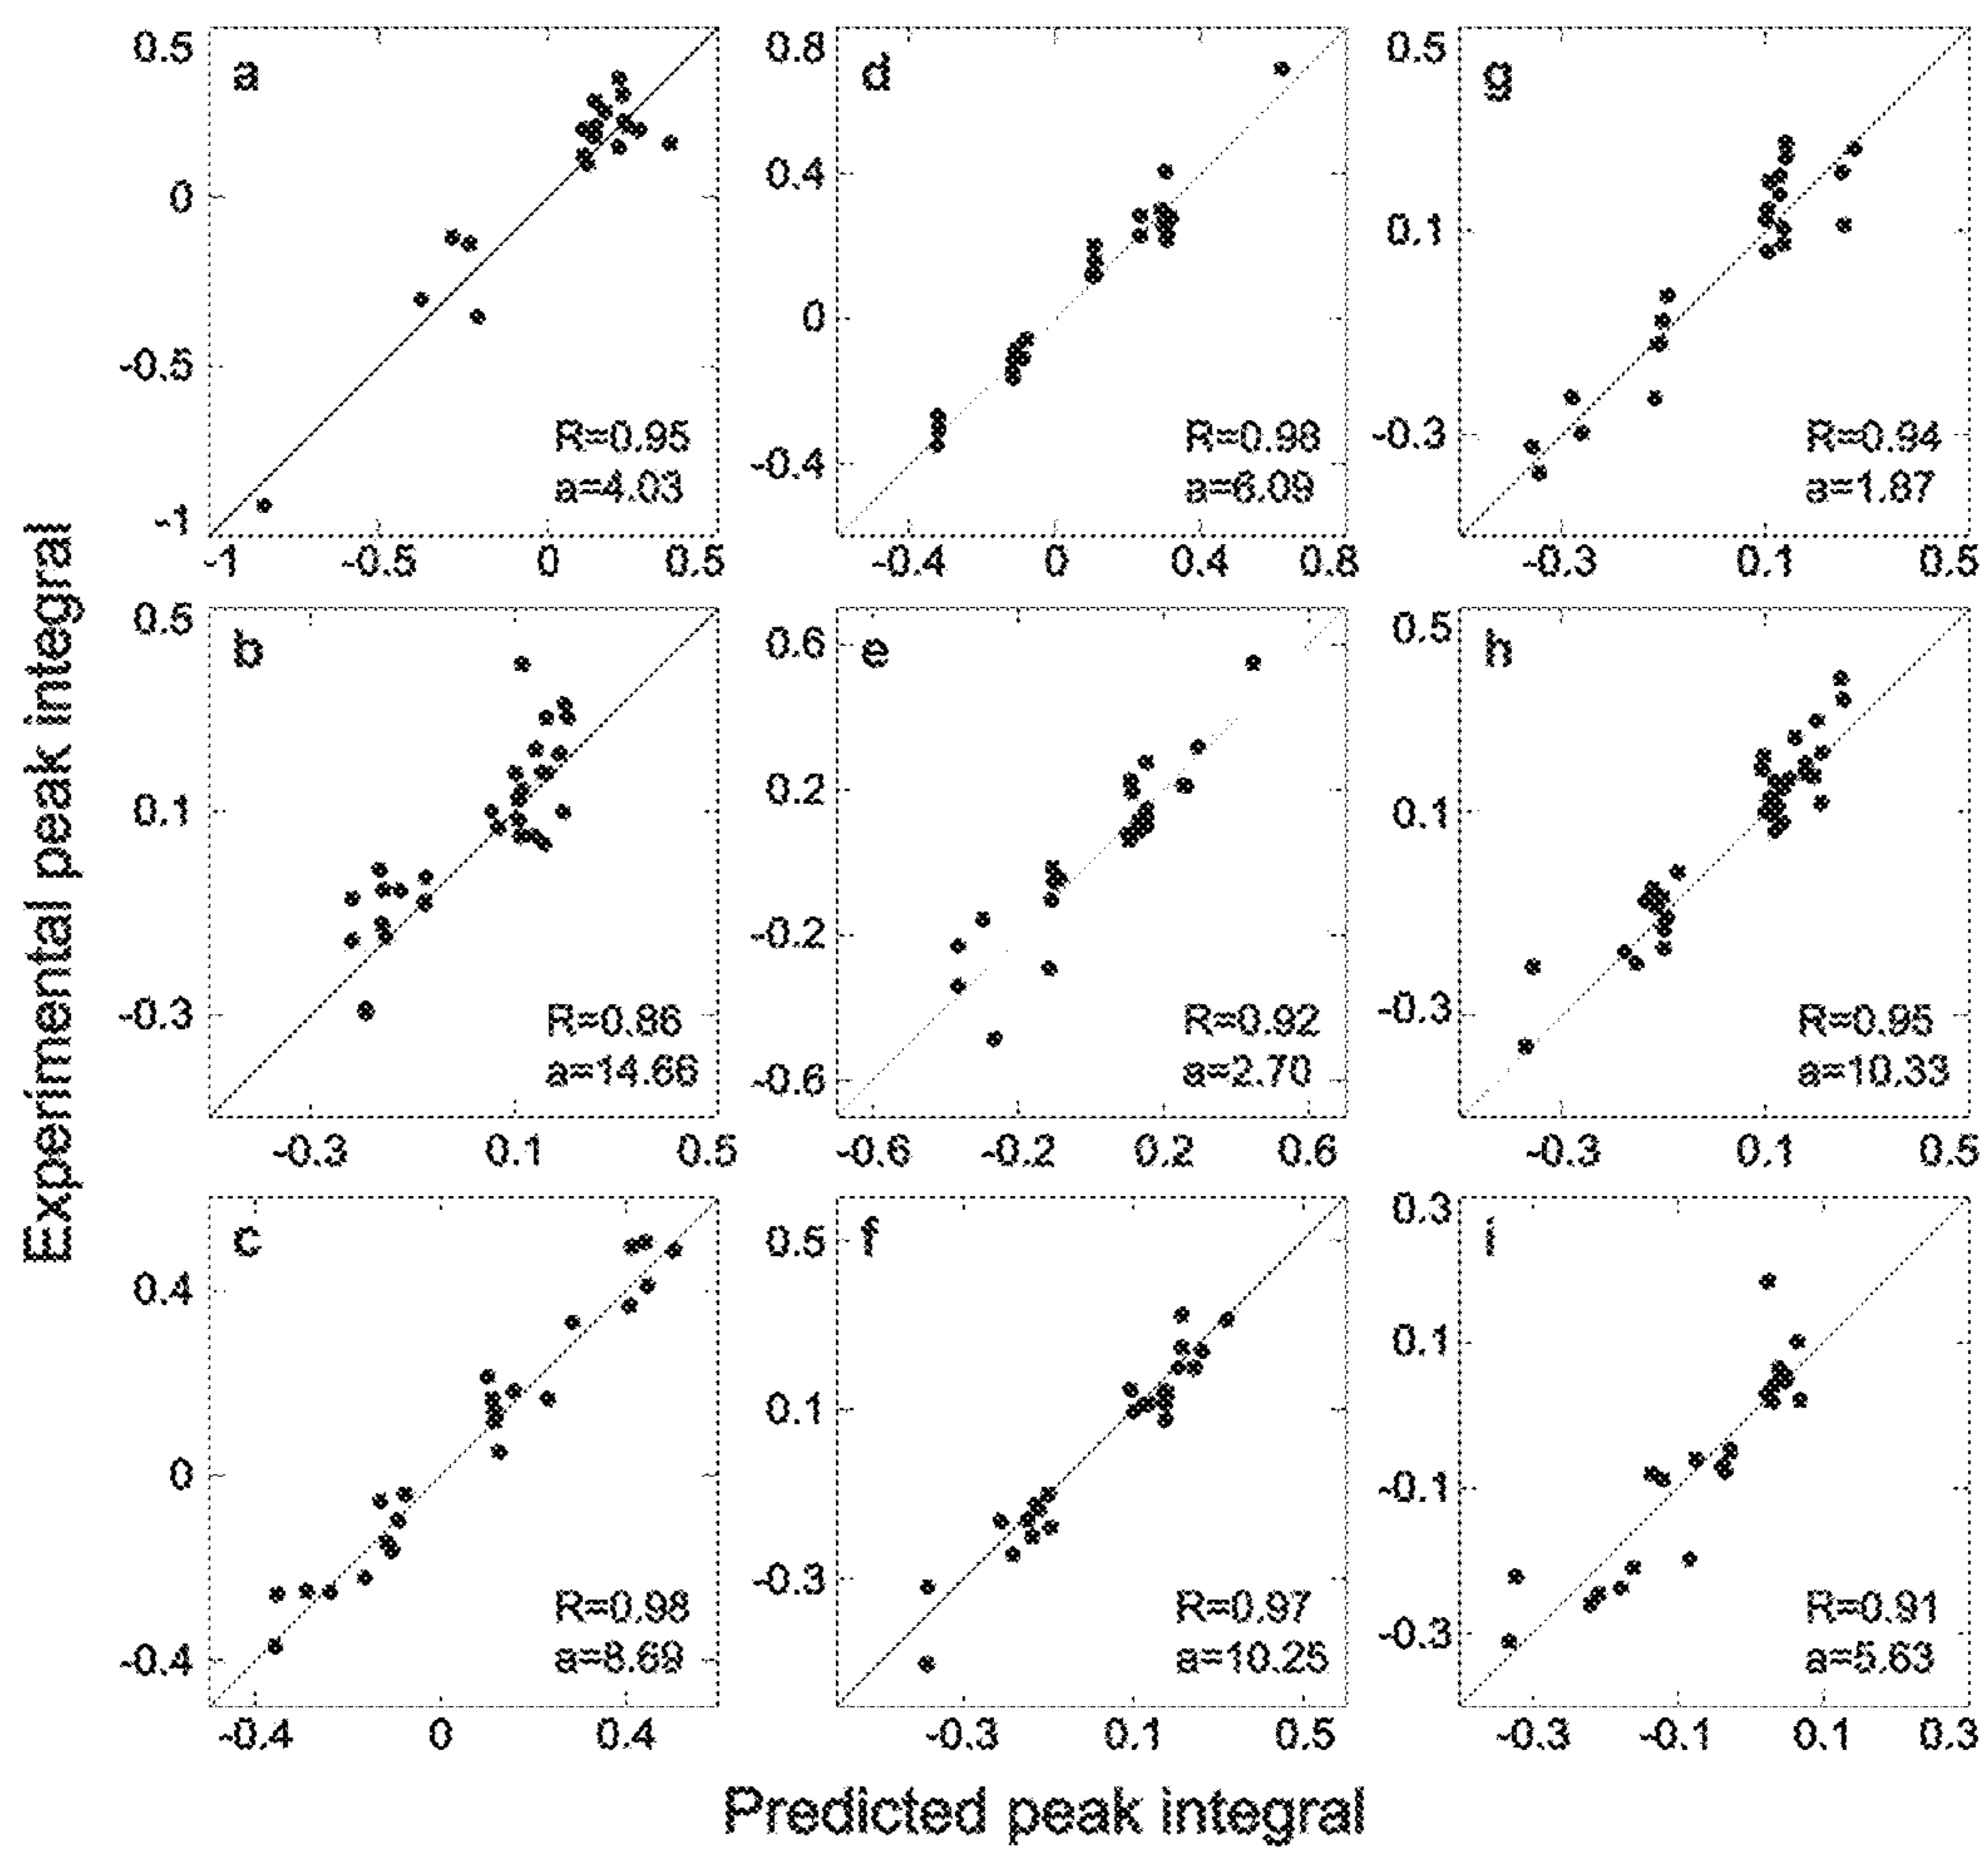 Experimental peak integral
a
0.5
0
-0.5
-1
R=0.95
a=4.03
-1 -0.5 0 0.5
d
0.8
0.4
0
-0.4
R=0.98
a=6.09
-0.4 0 0.4 0.8
g
0.5
0.1
-0.3
R=0.94
a=1.87
-0.3 0.1 0.5
b
0.5
0.1
-0.3
R=0.86
a=14.66
-0.3 0.1 0.5
e
0.6
0.2
-0.2
-0.6
R=0.92
a=2.70
-0.6 -0.2 0.2 0.6
h
0.5
0.1
-0.3
R=0.95
a=10.33
-0.3 0.1 0.5
c
0.4
0
-0.4
R=0.98
a=8.69
-0.4 0 0.4
f
0.5
0.1
-0.3
R=0.97
a=10.25
-0.3 0.1 0.5
i
0.3
0.1
-0.1
-0.3
R=0.91
a=5.63
-0.3 -0.1 0.1 0.3
Predicted peak integral